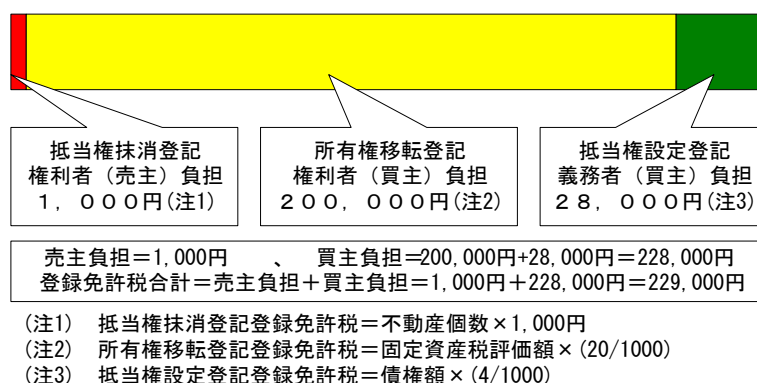 抵当権抹消登記
権利者（売主）負担
１，０００円(注1)
所有権移転登記
権利者（買主）負担
２００，０００円(注2)
抵当権設定登記
義務者（買主）負担
２８，０００円(注3)
売主負担＝1,000円　、　買主負担＝200,000円+28,000円＝228,000円
登録免許税合計＝売主負担＋買主負担＝1,000円＋228,000円＝229,000円
(注1)　抵当権抹消登記登録免許税＝不動産個数×1,000円
(注2)　所有権移転登記登録免許税＝固定資産税評価額×(20/1000)
(注3)　抵当権設定登記登録免許税＝債権額×(4/1000)